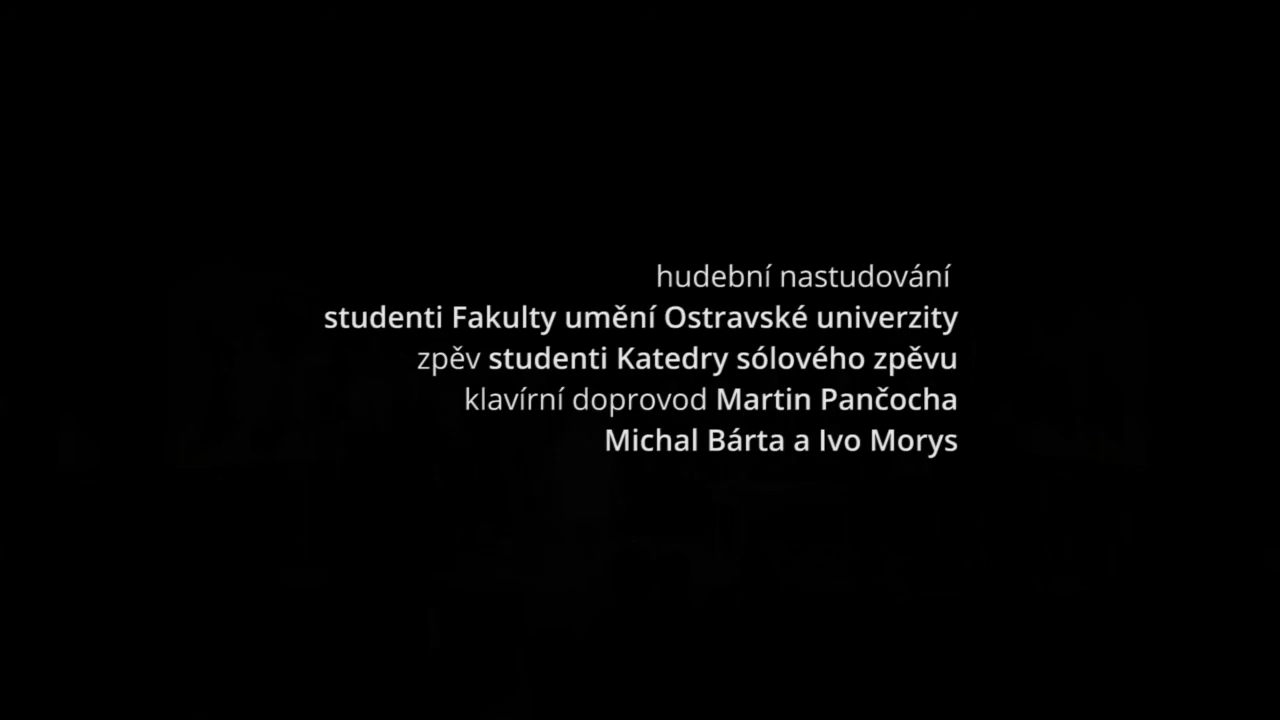 hudební nastudování
studenti Fakulty umění Ostravské univerzity
zpěv studenti Katedry sólového zpěvu
klavírní doprovod Martin Pančocha
Michal Bárta a Ivo Morys